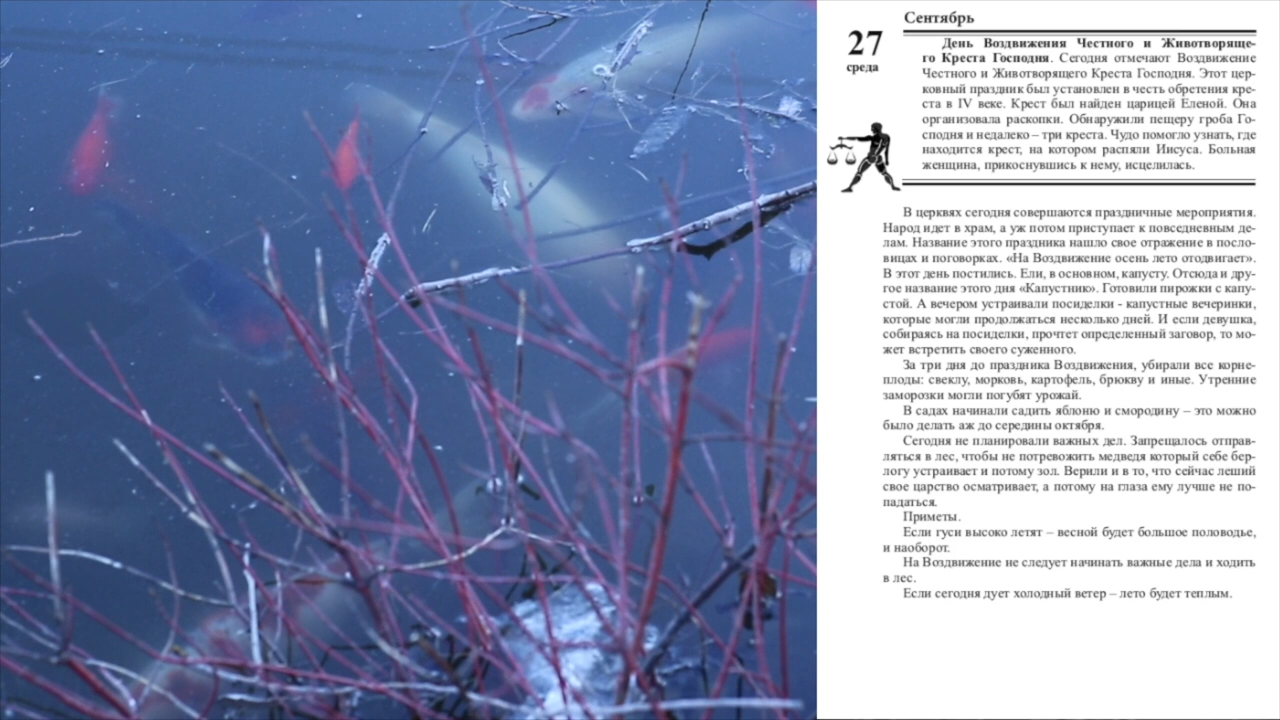 Сентябрь
27
среда
День Воздвижения Честного и Животворяще-
го Креста Господня. Сегодня отмечают Воздвижение
Честного и Животворящего Креста Господня. Этот цер-
ковный праздник был установлен в честь обретения кре-
ста в IV веке. Крест был найден царицей Еленой. Она
организовала раскопки. Обнаружили пещеру гроба Го-
сподня и недалеко – три креста. Чудо помогло узнать, где
находится крест, на котором распяли Иисуса. Больная
женщина, прикоснувшись к нему, исцелилась.
В церквях сегодня совершаются праздничные мероприятия.
Народ идет в храм, а уж потом приступает к повседневным де-
лам. Название этого праздника нашло свое отражение в посло-
вицах и поговорках. «На Воздвижение осень лето отодвигает».
В этот день постились. Ели, в основном, капусту. Отсюда и дру-
гое название этого дня «Капустник». Готовили пирожки с капу-
стой. А вечером устраивали посиделки - капустные вечеринки,
которые могли продолжаться несколько дней. И если девушка,
собираясь на посиделки, прочтет определенный заговор, то мо-
жет встретить своего суженного.
За три дня до праздника Воздвижения, убирали все корне-
плоды: свеклу, морковь, картофель, брюкву и иные. Утренние
заморозки могли погубят урожай.
В садах начинали садить яблоню и смородину – это можно
было делать аж до середины октября.
Сегодня не планировали важных дел. Запрещалось отправ-
ляться в лес, чтобы не потревожить медведя который себе бер-
логу устраивает и потому зол. Верили и в то, что сейчас леший
свое царство осматривает, а потому на глаза ему лучше не по-
падаться.
Приметы.
Если гуси высоко летят – весной будет большое половодье,
и наоборот.
На Воздвижение не следует начинать важные дела и ходить
в лес.
Если сегодня дует холодный ветер – лето будет теплым.